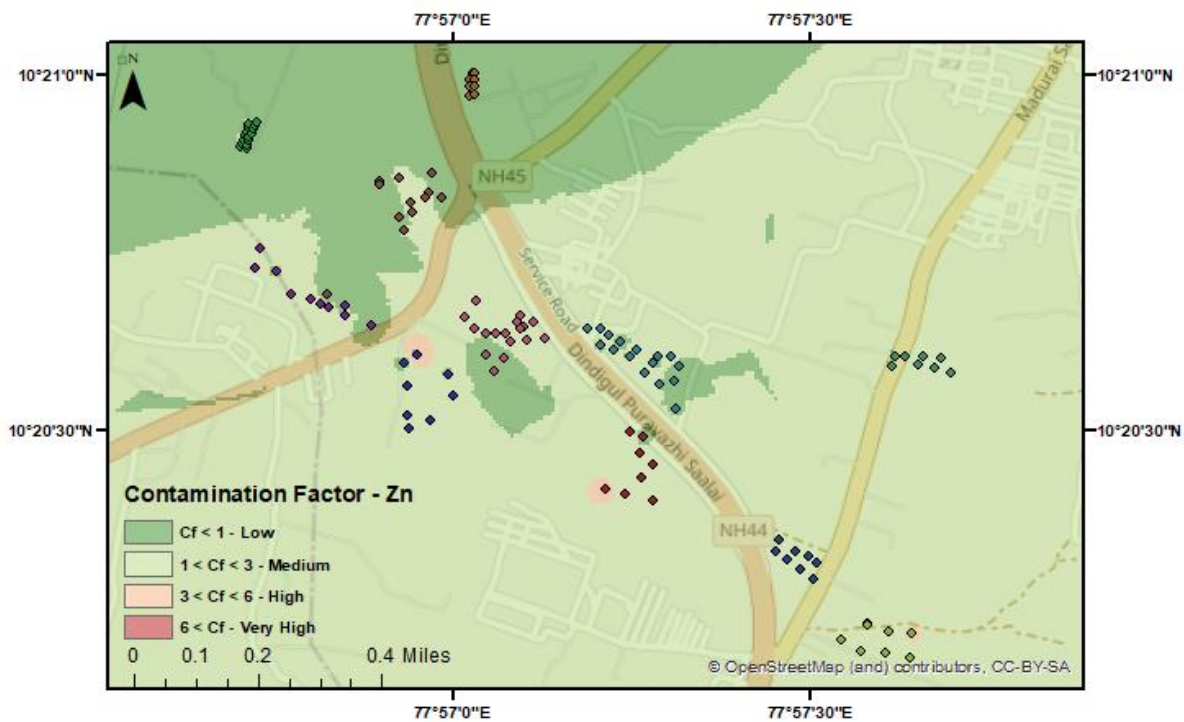 77°57'0"E 77°57'30"E
N
10°21'0"N 10°21'0"N
NH45
Service Road
Dindigul Puravazhi Saalai
10°20'30"N 10°20'30"N
Contamination Factor - Zn
Cf < 1 - Low
1 < Cf < 3 - Medium
3 < Cf < 6 - High
6 < Cf - Very High
NH44
0 0.1 0.2 0.4 Miles
© OpenStreetMap (and) contributors, CC-BY-SA
77°57'0"E 77°57'30"E
Madurai